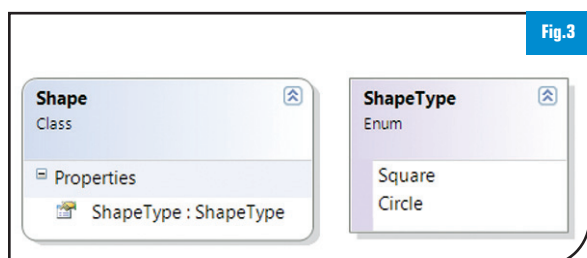 Fig.3
Shape
Class
Properties
ShapeType : ShapeType
ShapeType
Enum
Square
Circle